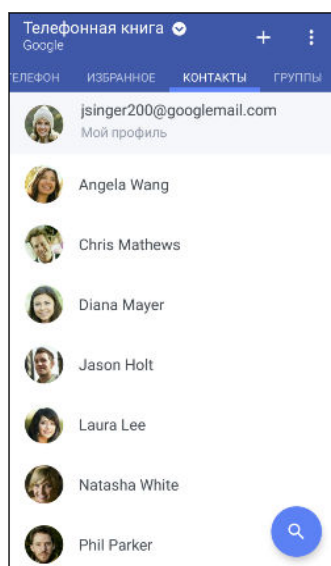 Телефонная книга
Google
ТЕЛЕФОН ИЗБРАННОЕ КОНТАКТЫ ГРУППЫ
jsinger200@googlemail.com
Мой профиль
Angela Wang
Chris Mathews
Diana Mayer
Jason Holt
Laura Lee
Natasha White
Phil Parker